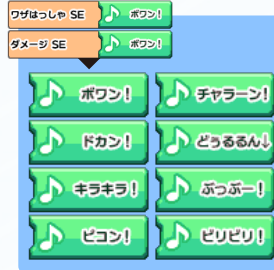 ワザはっしゃ SE ボワン!
ダメージ SE ボワン!
ボワン! チャラーン!
ドカン! どぅるるん↓
キラキラ! ぶっぶー!
ピコン! ビリビリ!